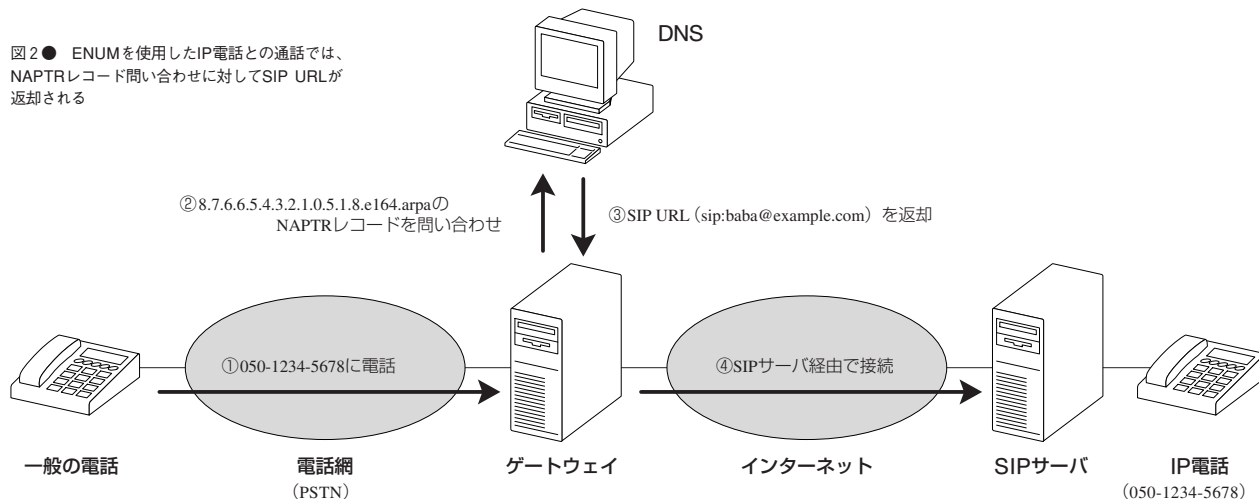 図2● ENUMを使用したIP電話との通話では、
NAPTRレコード問い合わせに対してSIP URLが
返却される
DNS
②8.7.6.6.5.4.3.2.1.0.5.1.8.e164.arpaの
NAPTRレコードを問い合わせ
③SIP URL（sip:baba@example.com）を返却
①050-1234-5678に電話
④SIPサーバ経由で接続
一般の電話
電話網
（PSTN）
ゲートウェイ
インターネット
SIPサーバ
IP電話
（050-1234-5678）